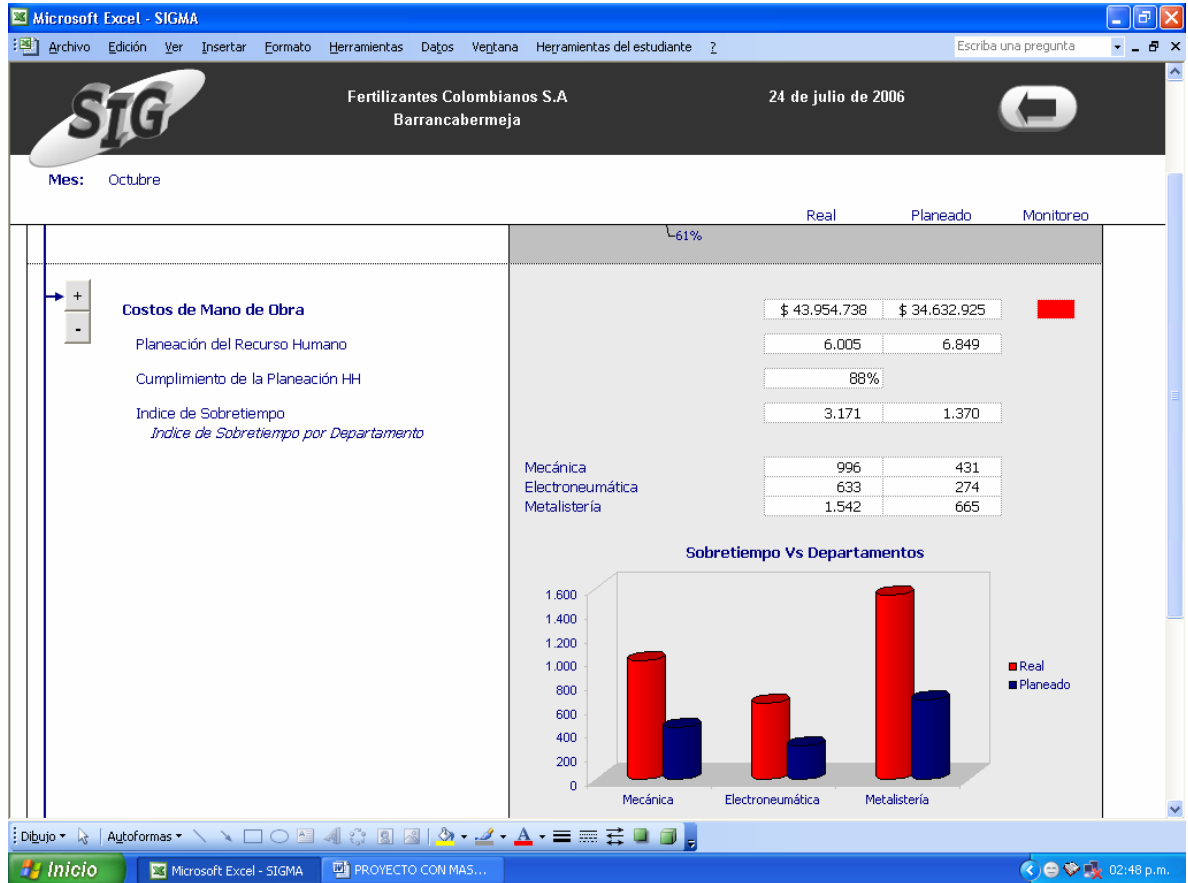 Microsoft Excel - SIGMA
Archivo Edición Ver Insertar Formato Herramientas Datos Ventana Herramientas del estudiante ? Escriba una pregunta
SIG
Fertilizantes Colombianos S.A 24 de julio de 2006
Barrancabermeja
Mes: Octubre
Real Planeado Monitoreo
61%
+
Costos de Mano de Obra $ 43.954.738 $ 34.632.925
-
Planeación del Recurso Humano 6.005 6.849
Cumplimiento de la Planeación HH 88%
Indice de Sobretiempo 3.171 1.370
Indice de Sobretiempo por Departamento
Mecánica 996 431
Electroneumática 633 274
Metalistería 1.542 665
Sobretiempo Vs Departamentos
1.600
1.400
1.200
1.000
800
600
400
200
0
Real
Planeado
Mecánica Electroneumática Metalistería
Dibujo Autoformas
Inicio Microsoft Excel - SIGMA PROYECTO CON MAS... 02:48 p.m.